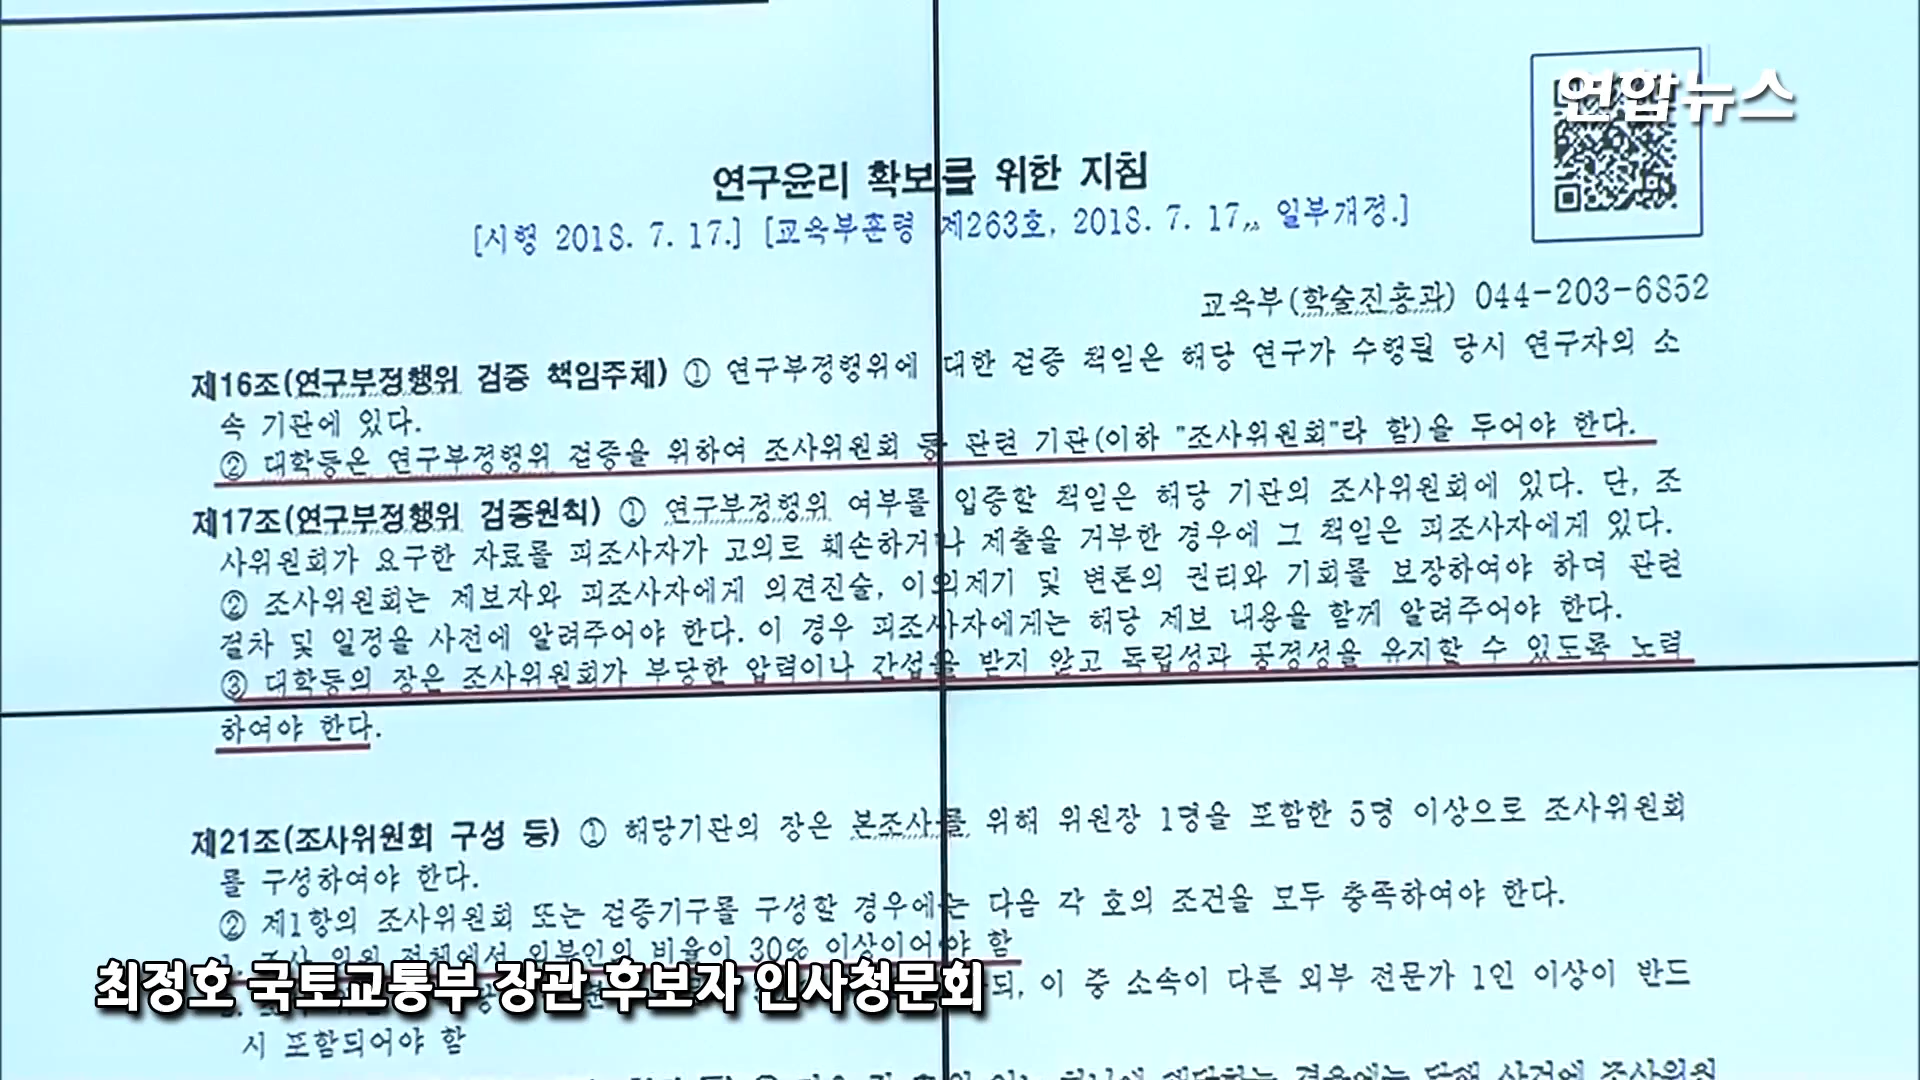 연합뉴스
연구윤리 확보를 위한 지침
[시행 2018. 7. 17.] [교육부훈령 제263호, 2018. 7. 17., 일부개정.]
교육부(학술진흥과) 044-203-6852
제16조(연구부정행위 검증 책임주체) ① 연구부정행위에 대한 검증 책임은 해당 연구가 수행될 당시 연구자의 소
속 기관에 있다.
② 대학등은 연구부정행위 검증을 위하여 조사위원회 등 관련 기관(이하 "조사위원회"라 함)을 두어야 한다.
제17조(연구부정행위 검증원칙) ① 연구부정행위 여부를 입증할 책임은 해당 기관의 조사위원회에 있다. 단, 조
사위원회가 요구한 자료를 피조사자가 고의로 훼손하거나 제출을 거부한 경우에 그 책임은 피조사자에게 있다.
② 조사위원회는 제보자와 피조사자에게 의견진술, 이의제기 및 변론의 권리와 기회를 보장하여야 하며 관련
절차 및 일정을 사전에 알려주어야 한다. 이 경우 피조사자에게는 해당 제보 내용을 함께 알려주어야 한다.
③ 대학등의 장은 조사위원회가 부당한 압력이나 간섭을 받지 않고 독립성과 공정성을 유지할 수 있도록 노력
하여야 한다.
제21조(조사위원회 구성 등) ① 해당기관의 장은 본조사를 위해 위원장 1명을 포함한 5명 이상으로 조사위원회
를 구성하여야 한다.
② 제1항의 조사위원회 또는 검증기구를 구성할 경우에는 다음 각 호의 조건을 모두 충족하여야 한다.
조사 위원 전체에서 외부인의 비율이 30% 이상이어야 함
이 중 소속이 다른 외부 전문가 1인 이상이 반드
시 포함되어야 함
최정호 국토교통부 장관 후보자 인사청문회